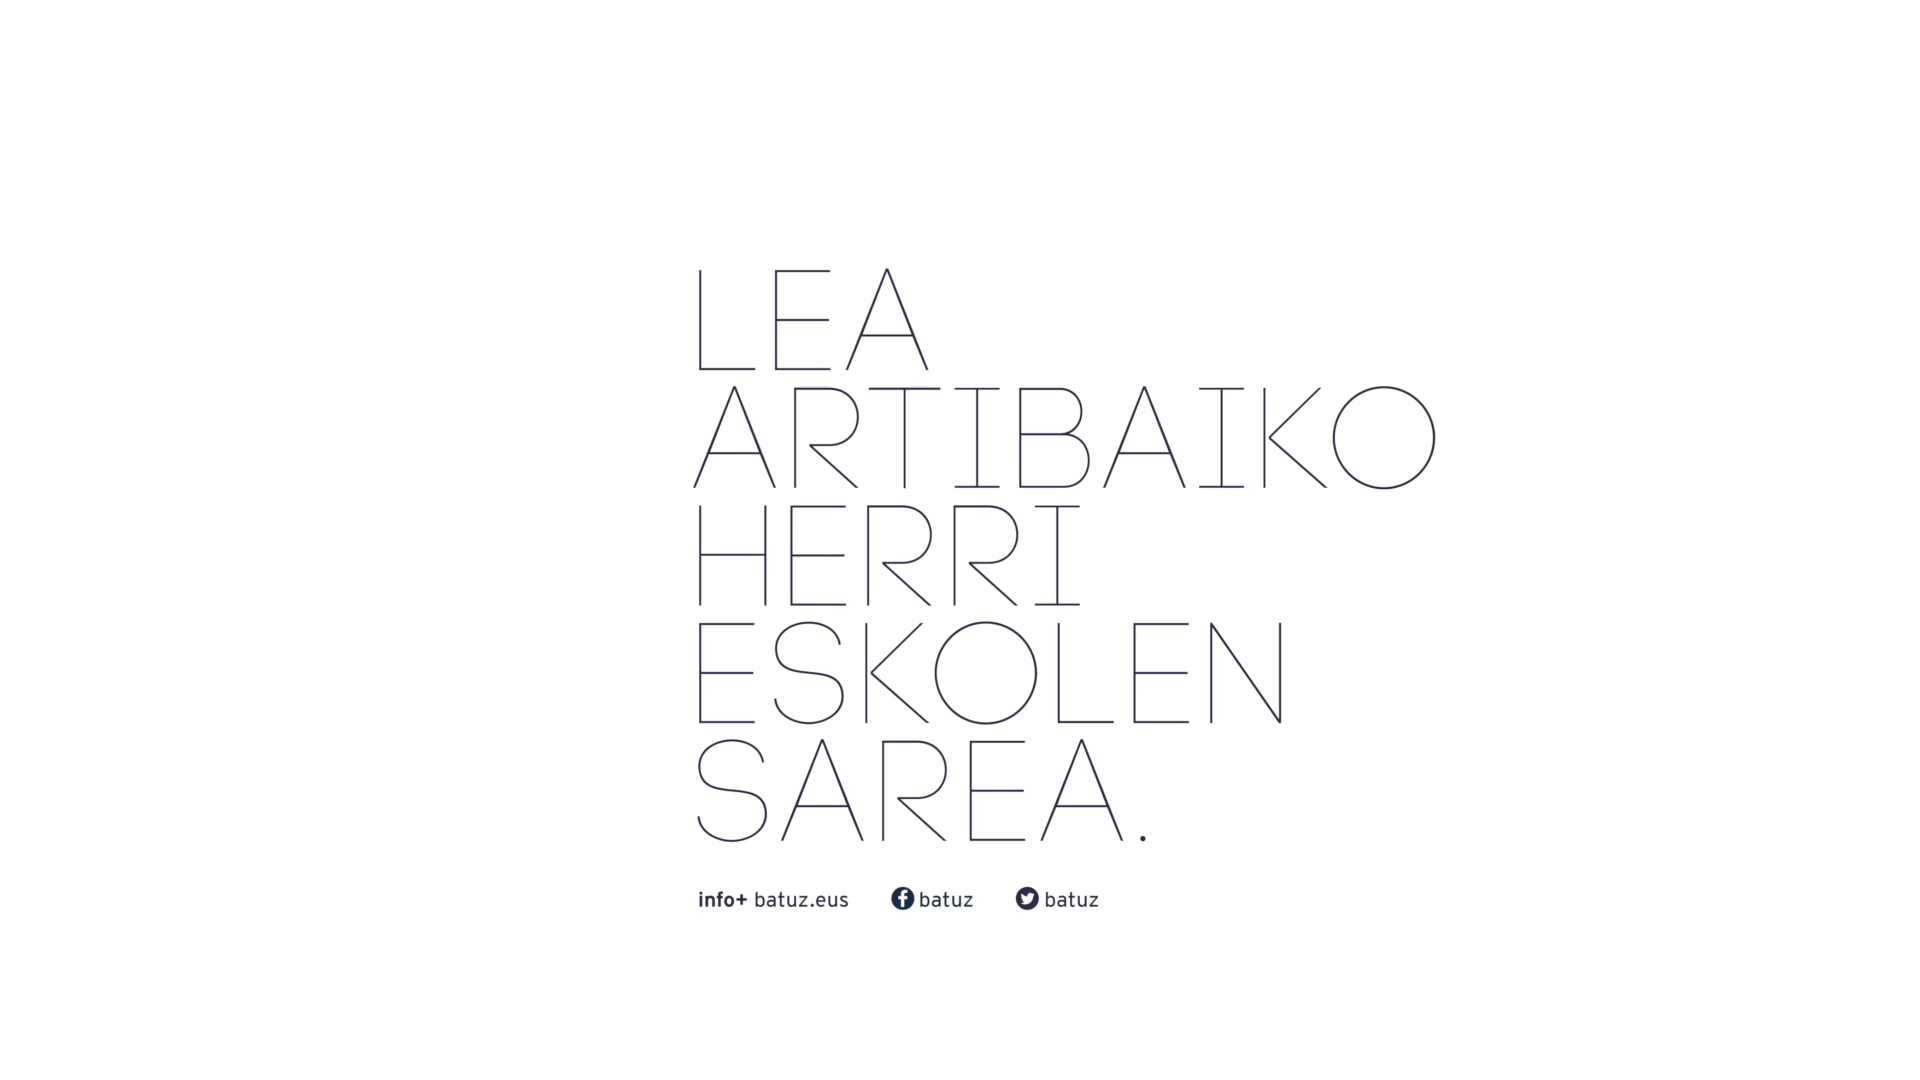 LEA
ARTIBAIKO
HERRI
ESKOLEN
SAREA.
info+ batuz.eus batuz batuz